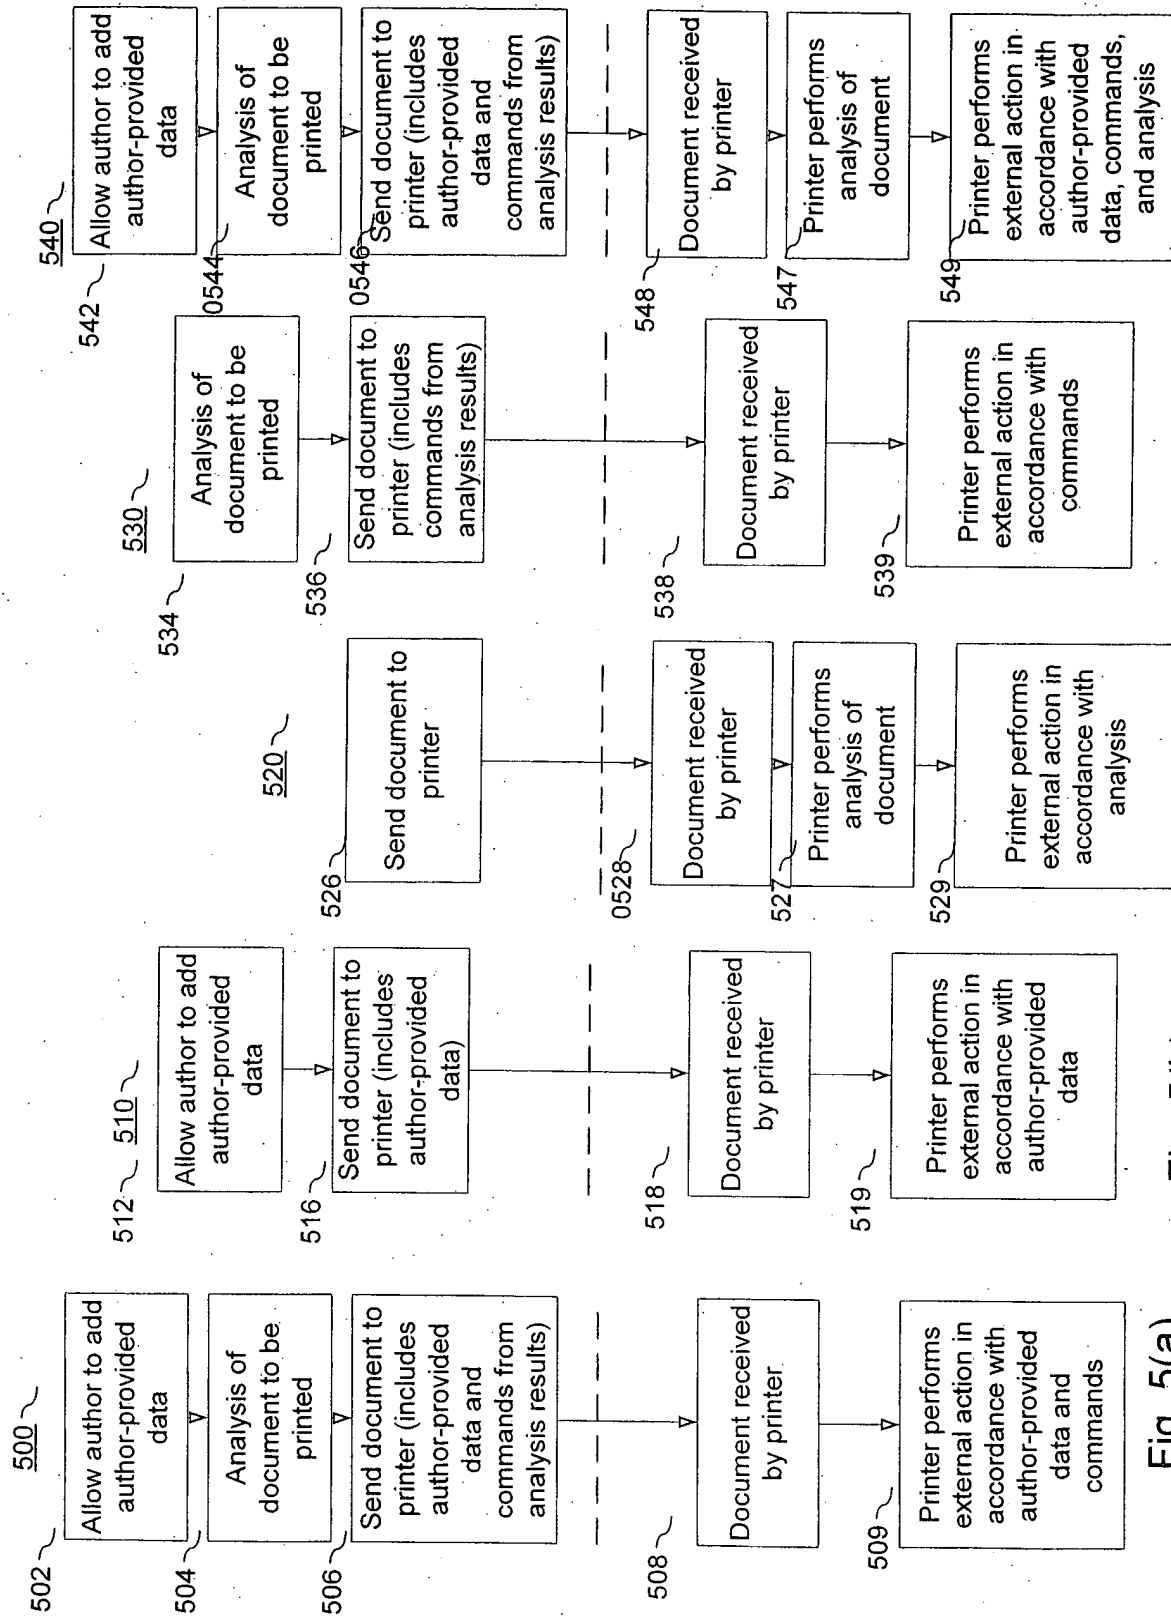 500
502
Allow author to add
author-provided
data
504
Analysis of
document to be
printed
506
Send document to
printer (includes
author-provided
data and
commands from
analysis results)
508
Document received
by printer
509
Printer performs
external action in
accordance with
author-provided
data and
commands
Fig. 5(a)
510
512
Allow author to add
author-provided
data
516
Send document to
printer (includes
author-provided
data)
518
Document received
by printer
519
Printer performs
external action in
accordance with
author-provided
data
520
526
Send document to
printer
0528
Document received
by printer
527
Printer performs
analysis of
document
529
Printer performs
external action in
accordance with
analysis
530
534
Analysis of
document to be
printed
536
Send document to
printer (includes
commands from
analysis results)
538
Document received
by printer
539
Printer performs
external action in
accordance with
commands
540
542
Allow author to add
author-provided
data
0544
Analysis of
document to be
printed
0546
Send document to
printer (includes
author-provided
data and
commands from
analysis results)
548
Document received
by printer
547
Printer performs
analysis of
document
549
Printer performs
external action in
accordance with
author-provided
data, commands,
and analysis